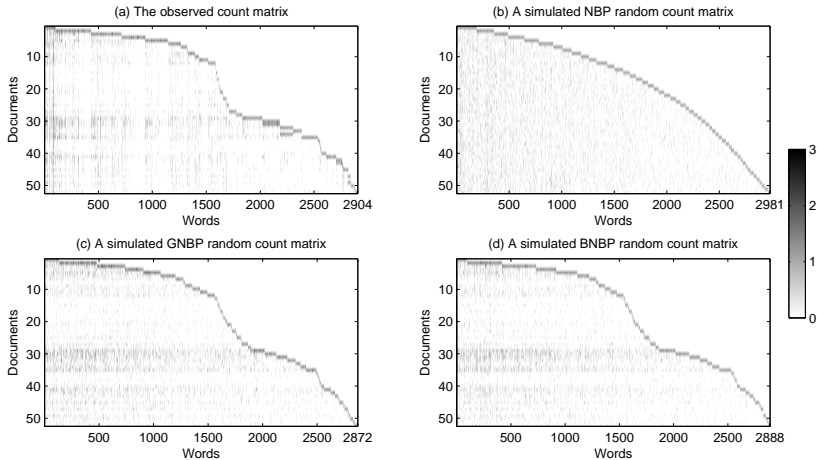 (a) The observed count matrix
Documents
10
20
30
40
50
500 1000 1500 2000 2500 2904
Words
(b) A simulated NBP random count matrix
Documents
10
20
30
40
50
500 1000 1500 2000 2500 2981
Words
(c) A simulated GNBP random count matrix
Documents
10
20
30
40
50
500 1000 1500 2000 2500 2872
Words
(d) A simulated BNBP random count matrix
Documents
10
20
30
40
50
500 1000 1500 2000 2500 2888
Words
3
2
1
0